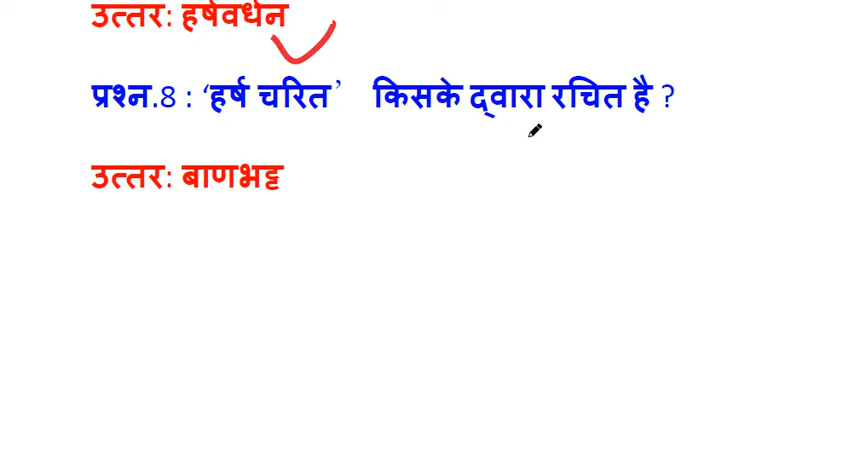 उत्तर: हर्षवर्धन
प्रश्न.8 : ‘हर्ष चरित’ किसके द्वारा रचित है ?
उत्तर: बाणभट्ट